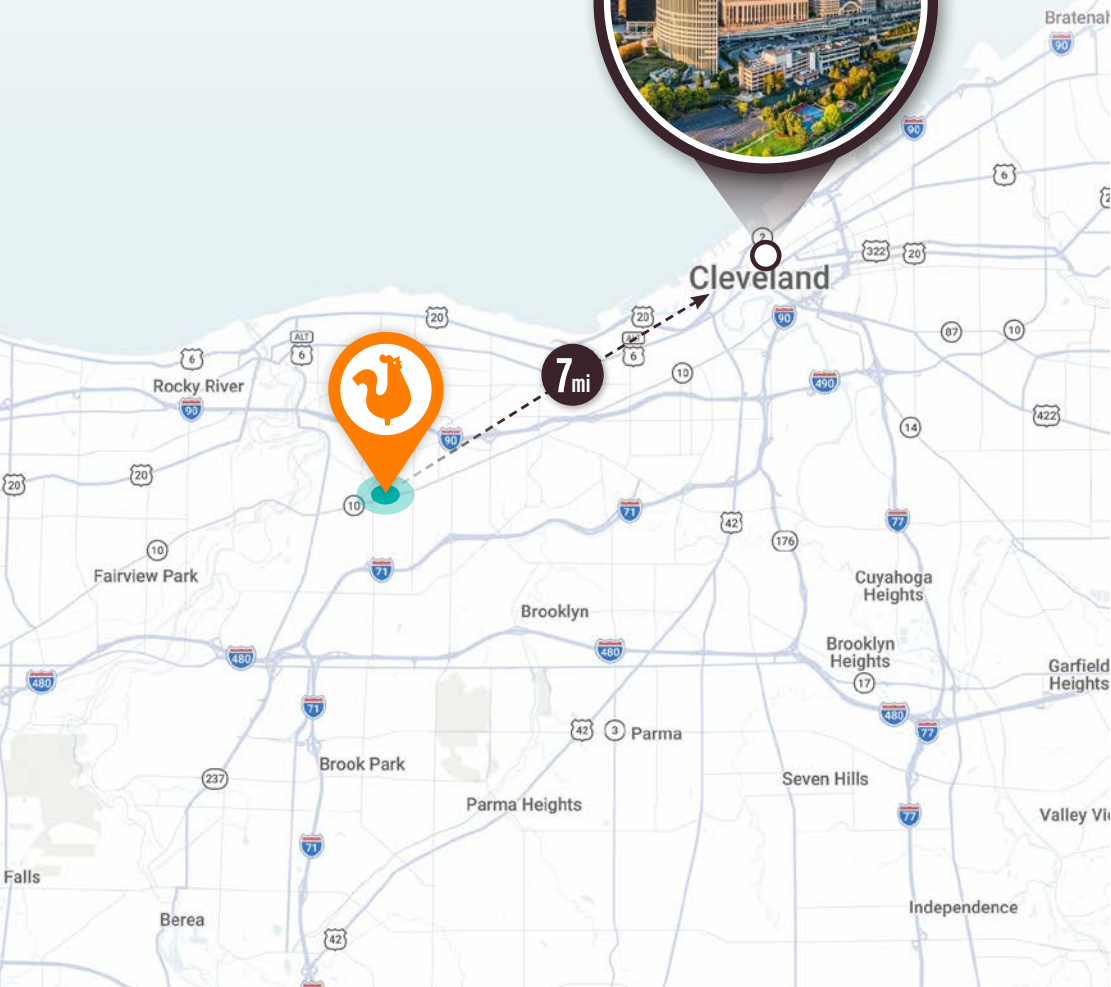 Bratenah
90
90
6
2
322
20
Cleveland
20
20
90
87
10
ALT
ALT
6
6
6
7mi
10
Rocky River
490
90
422
90
14
20
20
10
71
42
77
176
10
71
Fairview Park
Cuyahoga
Heights
Brooklyn
Brooklyn
Heights
480
480
Garfield
Heights
480
17
71
480
42
3
Parma
77
Brook Park
237
Seven Hills
Parma Heights
77
Valley Vi
71
Falls
Berea
Independence
42